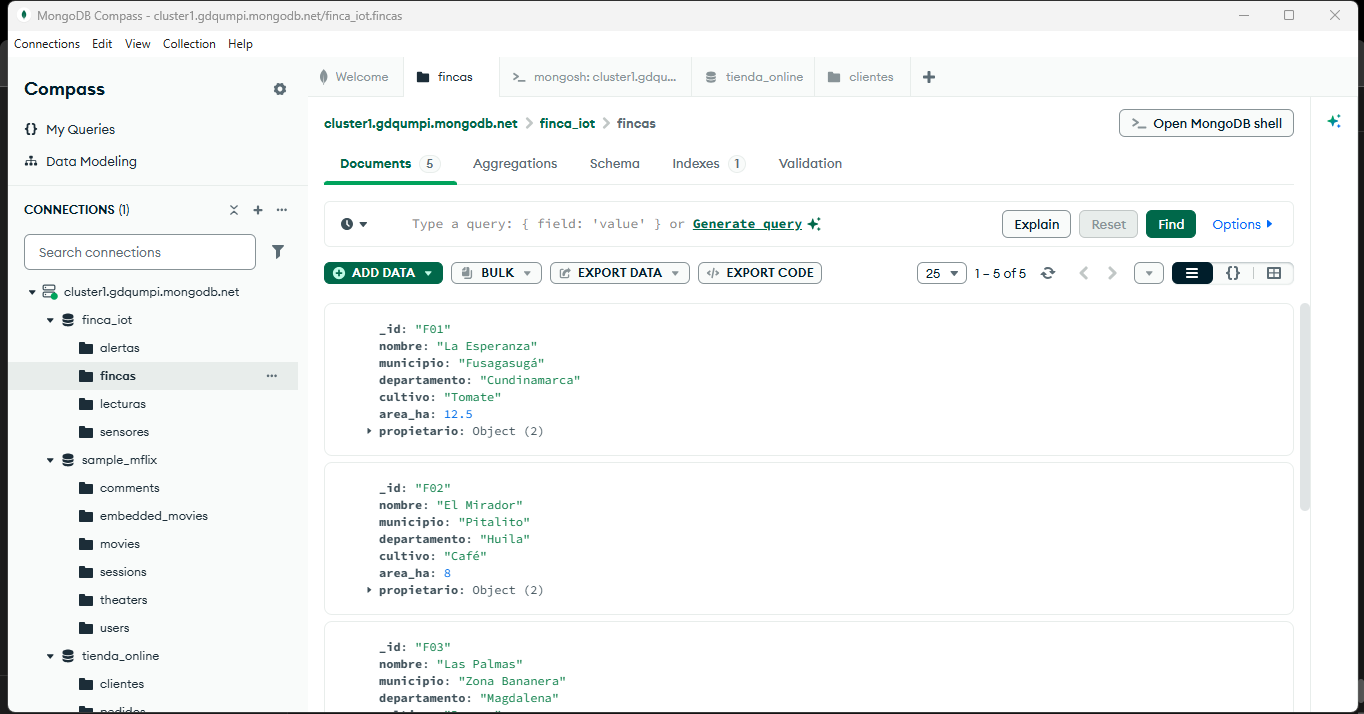 MongoDB Compass - cluster1.gdqumpi.mongodb.net/finca_iot.fincas
Connections Edit View Collection Help
Compass
My Queries
Data Modeling
CONNECTIONS (1)
Search connections
cluster1.gdqumpi.mongodb.net
finca_iot
alertas
fincas
lecturas
sensores
sample_mflix
comments
embedded_movies
movies
sessions
theaters
users
tienda_online
clientes
pedidos
Welcome
fincas
mongosh: cluster1.gdqu...
tienda_online
clientes
cluster1.gdqumpi.mongodb.net > finca_iot > fincas
>_ Open MongoDB shell
Documents 5 Aggregations Schema Indexes 1 Validation
Type a query: { field: 'value' } or Generate query
Explain Reset Find Options
ADD DATA BULK EXPORT DATA EXPORT CODE
25 1 – 5 of 5
_id: "F01"
nombre: "La Esperanza"
municipio: "Fusagasugá"
departamento: "Cundinamarca"
cultivo: "Tomate"
area_ha: 12.5
propietario: Object (2)
_id: "F02"
nombre: "El Mirador"
municipio: "Pitalito"
departamento: "Huila"
cultivo: "Café"
area_ha: 8
propietario: Object (2)
_id: "F03"
nombre: "Las Palmas"
municipio: "Zona Bananera"
departamento: "Magdalena"